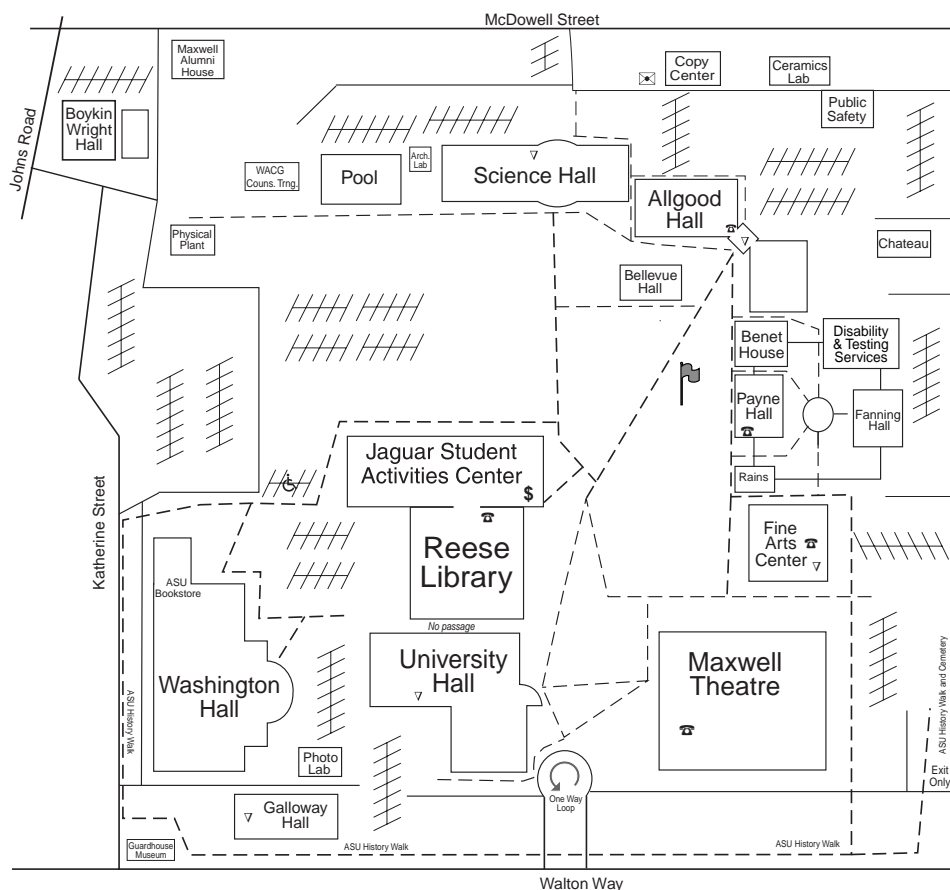 McDowell Street
Maxwell
Alumni
House
Copy
Center
Ceramics
Lab
Johns Road
Boykin
Wright
Hall
Public
Safety
WACG
Couns. Trng.
Pool
Arch.
Lab
Science Hall
Allgood
Hall
Physical
Plant
Chateau
Bellevue
Hall
Benet
House
Disability
& Testing
Services
Payne
Hall
Fanning
Hall
Rains
Jaguar Student
Activities Center
$
Katherine Street
Reese
Library
Fine
Arts
Center
ASU
Bookstore
No passage
University
Hall
Maxwell
Theatre
Washington
Hall
ASU History Walk
ASU History Walk and Cemetery
Photo
Lab
Exit
Only
One Way
Loop
Galloway
Hall
Guardhouse
Museum
ASU History Walk
ASU History Walk
Walton Way